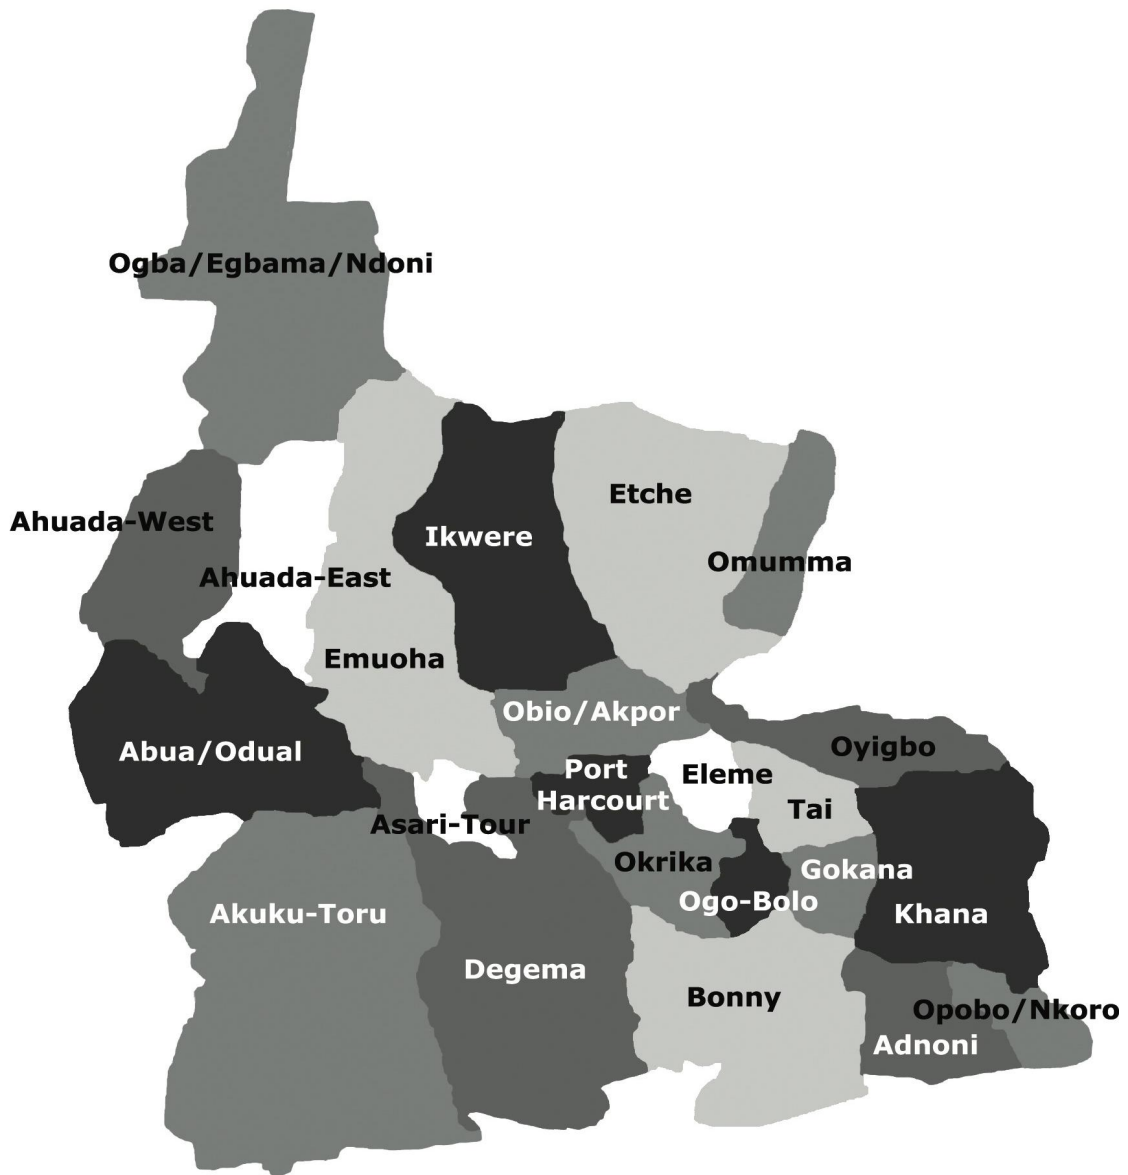 Ogba/Egbama/Ndoni
Etche
Ahuada-West
Ikwere
Omumma
Ahuada-East
Emuoha
Obio/Akpor
Oyigbo
Abua/Odual
Port
Harcourt
Eleme
Tai
Asari-Tour
Okrika
Gokana
Ogo-Bolo
Akuku-Toru
Khana
Degema
Bonny
Opobo/Nkoro
Adnoni